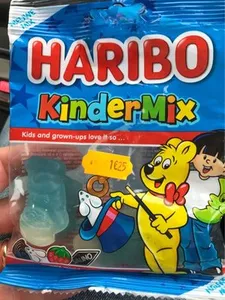 HARIBO
KinderMix
Kids and grown-ups love it so ...
1€25